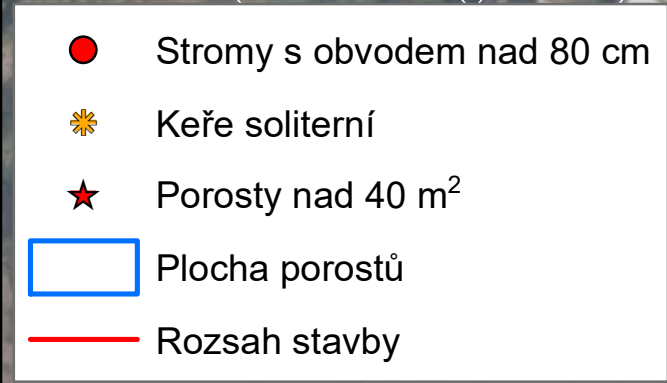 Stromy s obvodem nad 80 cm
Keře soliterní
Porosty nad 40 m²
Plocha porostů
Rozsah stavby